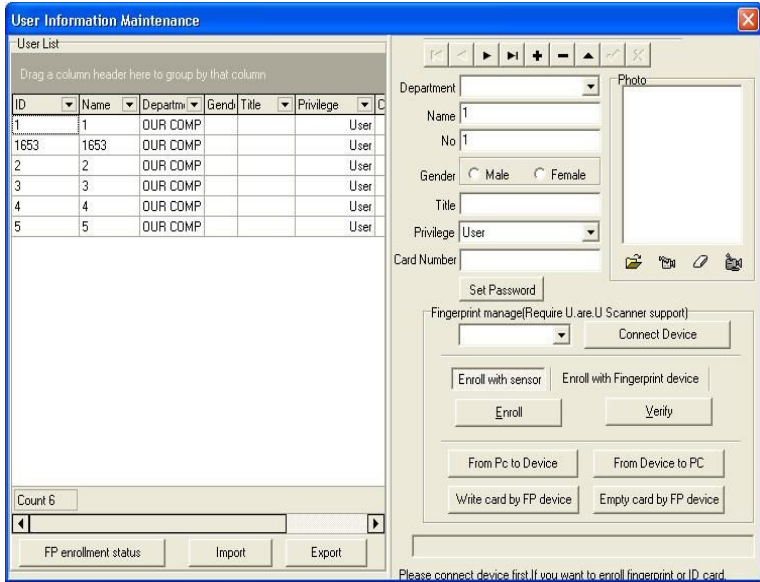 User Information Maintenance
User List
Drag a column header here to group by that column
ID Name Departm Gend Title Privilege C
1 1 OUR COMP User
1653 1653 OUR COMP User
2 2 OUR COMP User
3 3 OUR COMP User
4 4 OUR COMP User
5 5 OUR COMP User
Count 6
FP enrollment status Import Export
Department
Name 1
No 1
Gender Male Female
Title
Privilege User
Card Number
Set Password
Photo
Fingerprint manage(Require U.are.U Scanner support)
Connect Device
Enroll with sensor Enroll with Fingerprint device
Enroll Verify
From Pc to Device From Device to PC
Write card by FP device Empty card by FP device
Please connect device first.If you want to enroll fingerprint or ID card.